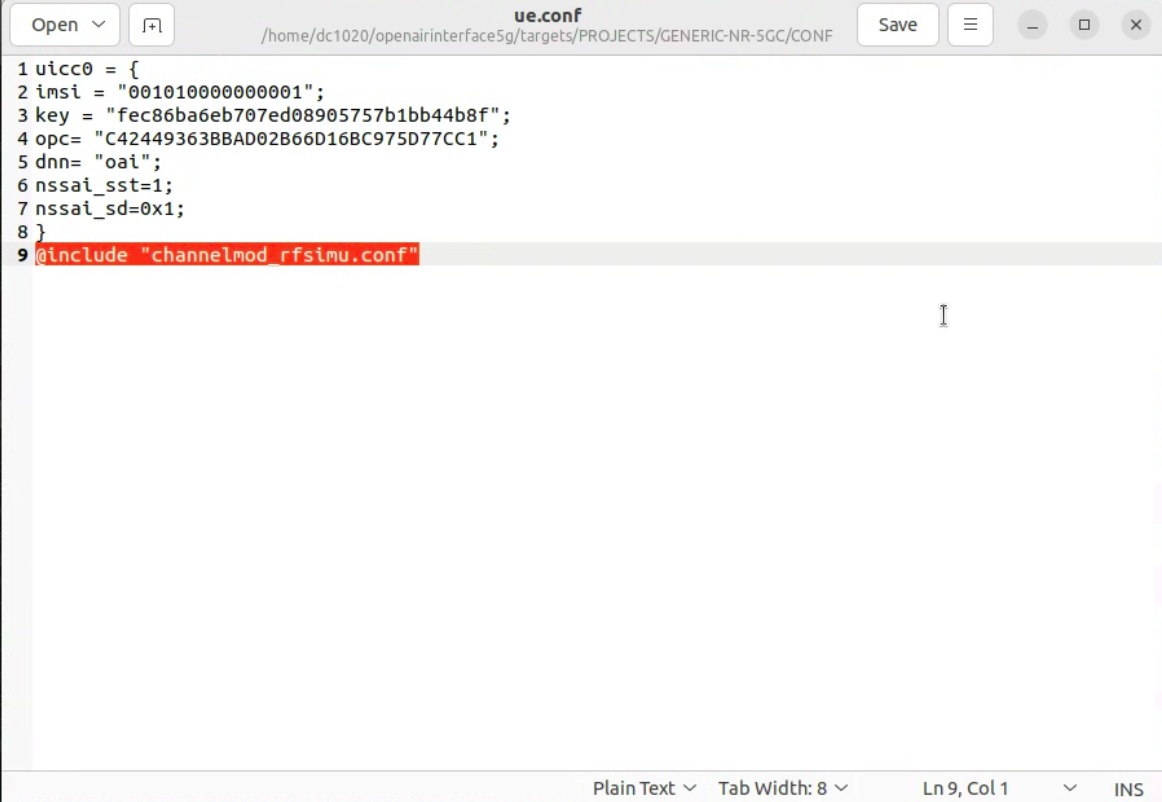 Open
ue.conf
/home/dc1020/openairinterface5g/targets/PROJECTS/GENERIC-NR-5GC/CONF
Save
1 uicc0 = {
2 imsi = "001010000000001";
3 key = "fec86ba6eb707ed08905757b1bb44b8f";
4 opc= "C42449363BBAD02B66D16BC975D77CC1";
5 dnn= "oai";
6 nssai_sst=1;
7 nssai_sd=0x1;
8 }
9 @include "channelmod_rfsimu.conf"
Plain Text
Tab Width: 8
Ln 9, Col 1
INS